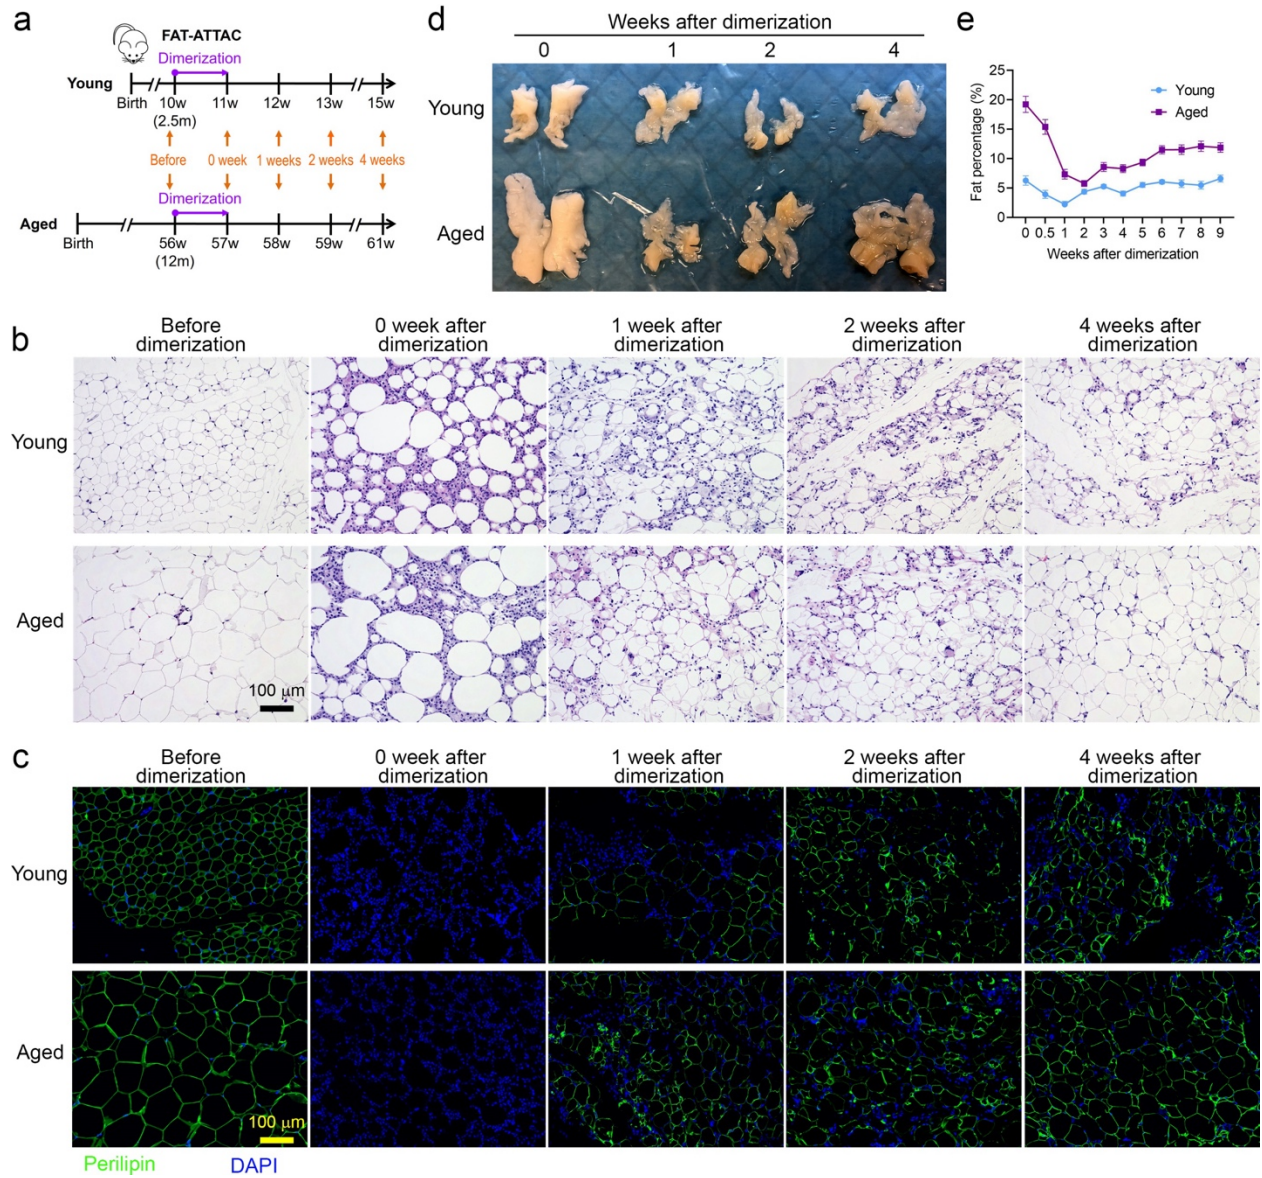 a
FAT-ATTAC
Dimerization
Young
Birth 10w 11w 12w 13w 15w
(2.5m)
Before 0 week 1 weeks 2 weeks 4 weeks
Dimerization
Aged
Birth 56w 57w 58w 59w 61w
(12m)
d
Weeks after dimerization
0 1 2 4
Young
Aged
e
25
20
15
10
5
0
Fat percentage (%)
Young
Aged
0 0.5 1 2 3 4 5 6 7 8 9
Weeks after dimerization
b
Before dimerization
0 week after dimerization
1 week after dimerization
2 weeks after dimerization
4 weeks after dimerization
Young
Aged
100 μm
c
Before dimerization
0 week after dimerization
1 week after dimerization
2 weeks after dimerization
4 weeks after dimerization
Young
Aged
100 μm
Perilipin DAPI